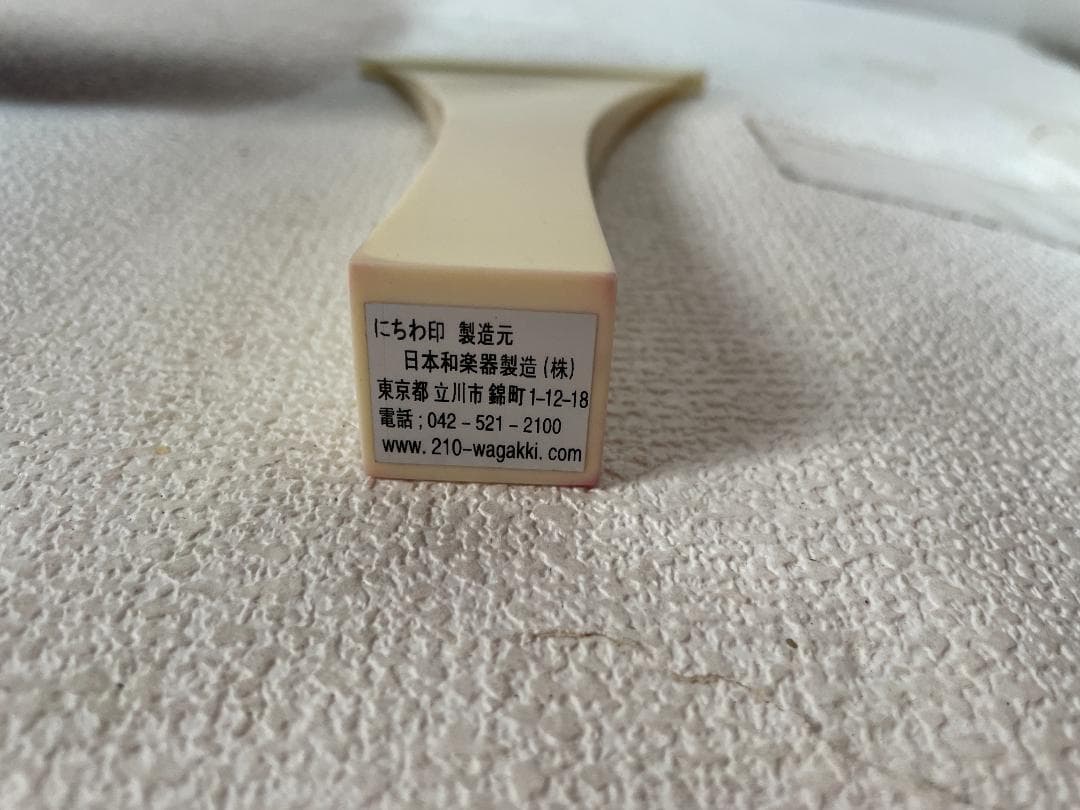 にちわ印 製造元
日本和楽器製造(株)
東京都 立川市 錦町1-12-18
電話;042-521-2100
www.210-wagakki.com